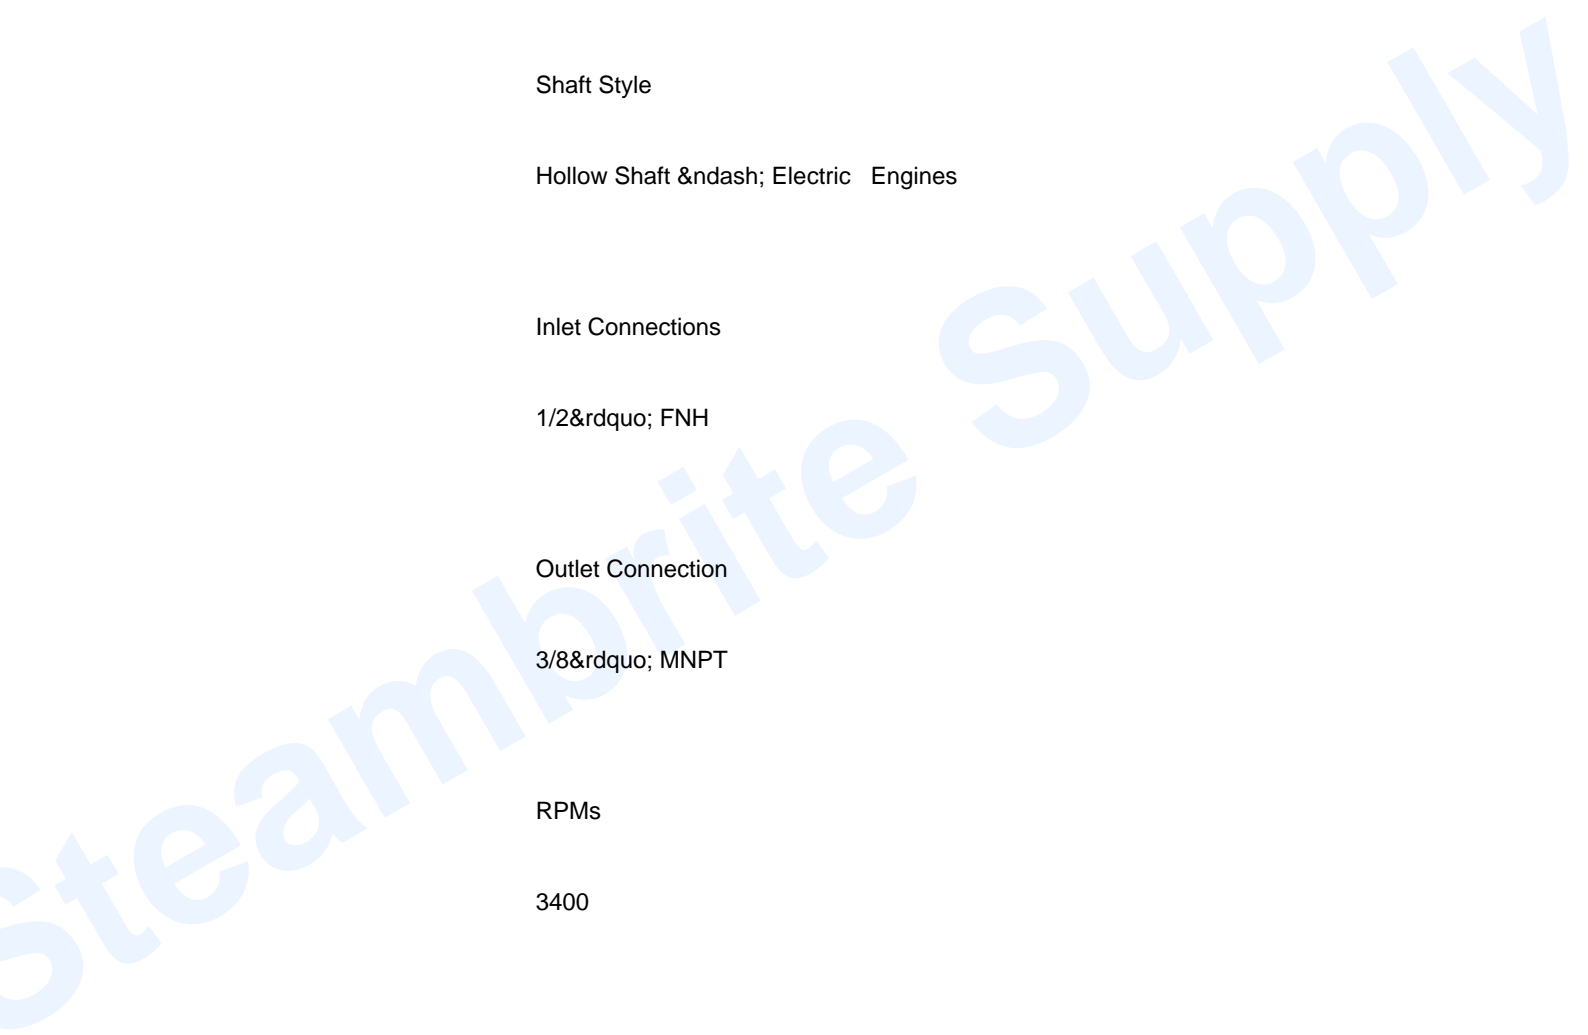 Shaft Style
Hollow Shaft &ndash; Electric   Engines
Inlet Connections
1/2&rdquo; FNH
Outlet Connection
3/8&rdquo; MNPT
RPMs
3400
Steambrite Supply